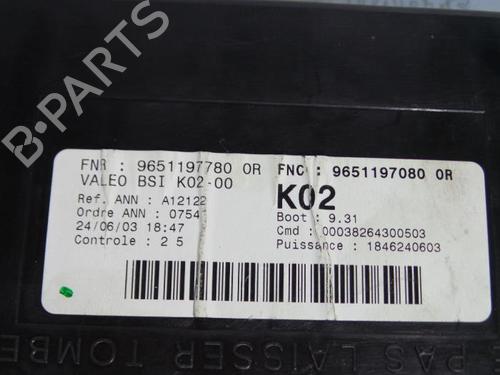 FNR : 9651197780 OR
FNC : 9651197080 OR
VALEO BSI K02-00
K02
Ref. ANN : A12122
Boot : 9.31
Ordre ANN : 0754
Cmd : 00038264300503
24/06/03 18:47
Puissance : 1846240603
Controle : 2 5
PAS LAISSER TOMBE
B-PARTS